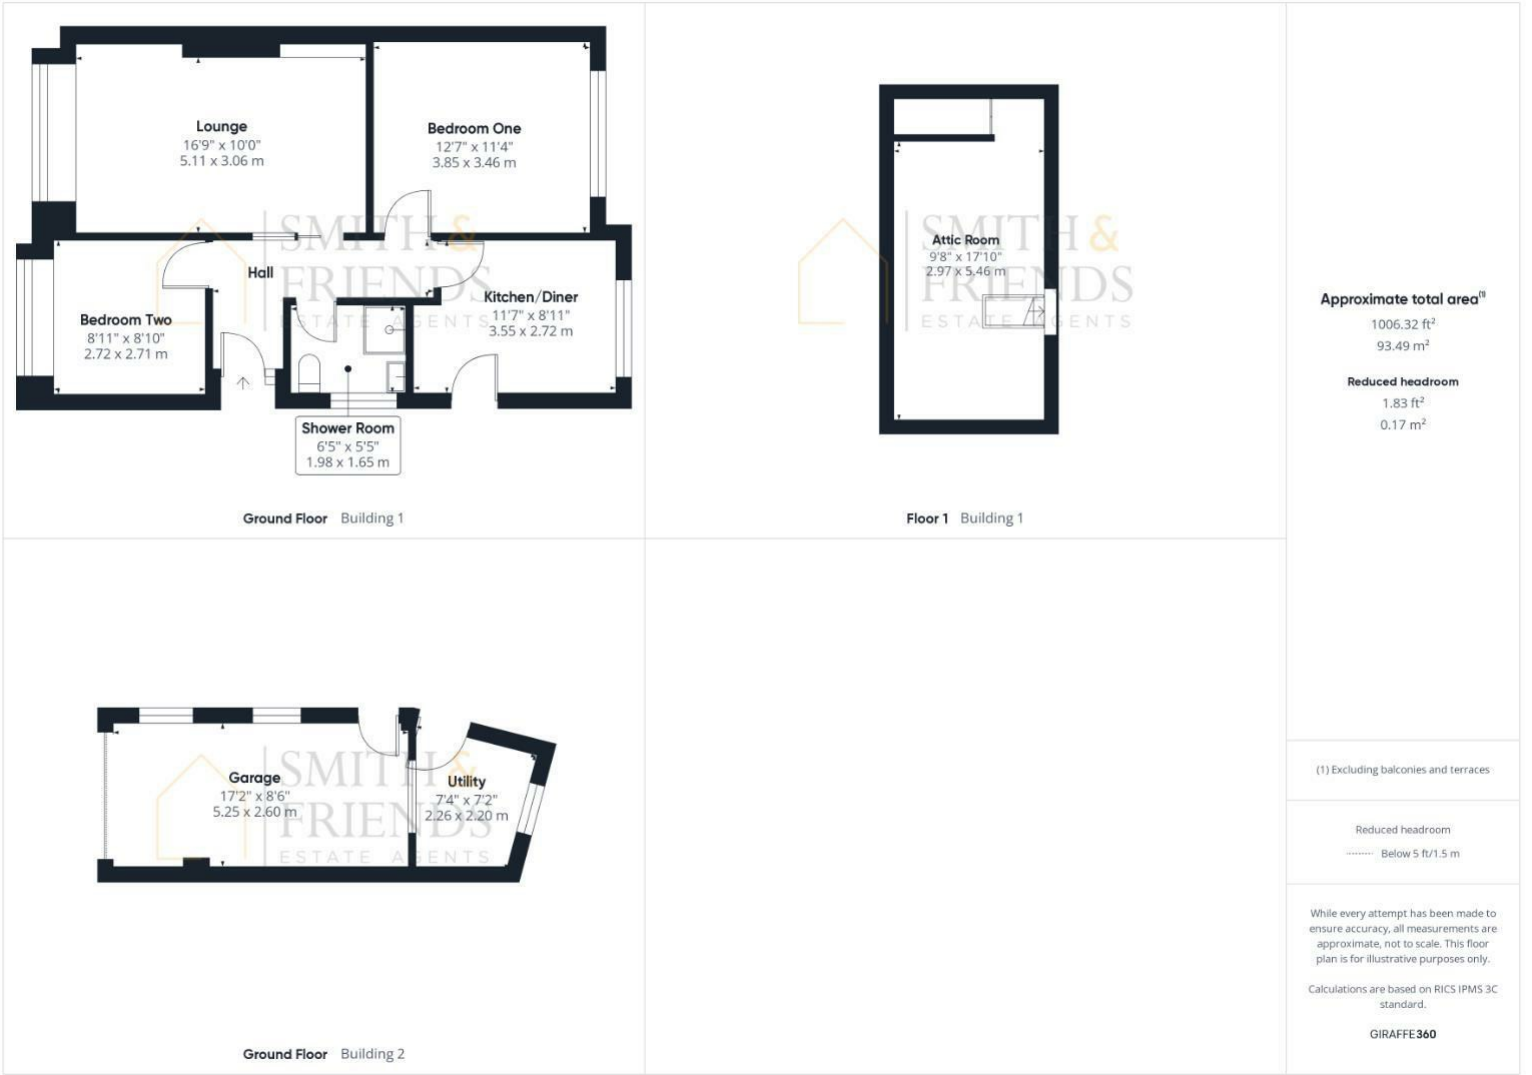 Lounge
16'9" x 10'0"
5.11 x 3.06 m
Bedroom One
12'7" x 11'4"
3.85 x 3.46 m
Hall
Bedroom Two
8'11" x 8'10"
2.72 x 2.71 m
Kitchen/Diner
11'7" x 8'11"
3.55 x 2.72 m
Shower Room
6'5" x 5'5"
1.98 x 1.65 m
SMITH &
FRIENDS
ESTATE AGENTS
Ground Floor Building 1
Attic Room
9'8" x 17'10"
2.97 x 5.46 m
SMITH &
FRIENDS
ESTATE AGENTS
Floor 1 Building 1
Garage
17'2" x 8'6"
5.25 x 2.60 m
Utility
7'4" x 7'2"
2.26 x 2.20 m
SMITH &
FRIENDS
ESTATE AGENTS
Ground Floor Building 2
Approximate total area(1)
1006.32 ft²
93.49 m²
Reduced headroom
1.83 ft²
0.17 m²
(1) Excluding balconies and terraces
Reduced headroom
Below 5 ft/1.5 m
While every attempt has been made to
ensure accuracy, all measurements are
approximate, not to scale. This floor
plan is for illustrative purposes only.
Calculations are based on RICS IPMS 3C
standard.
GIRAFFE360